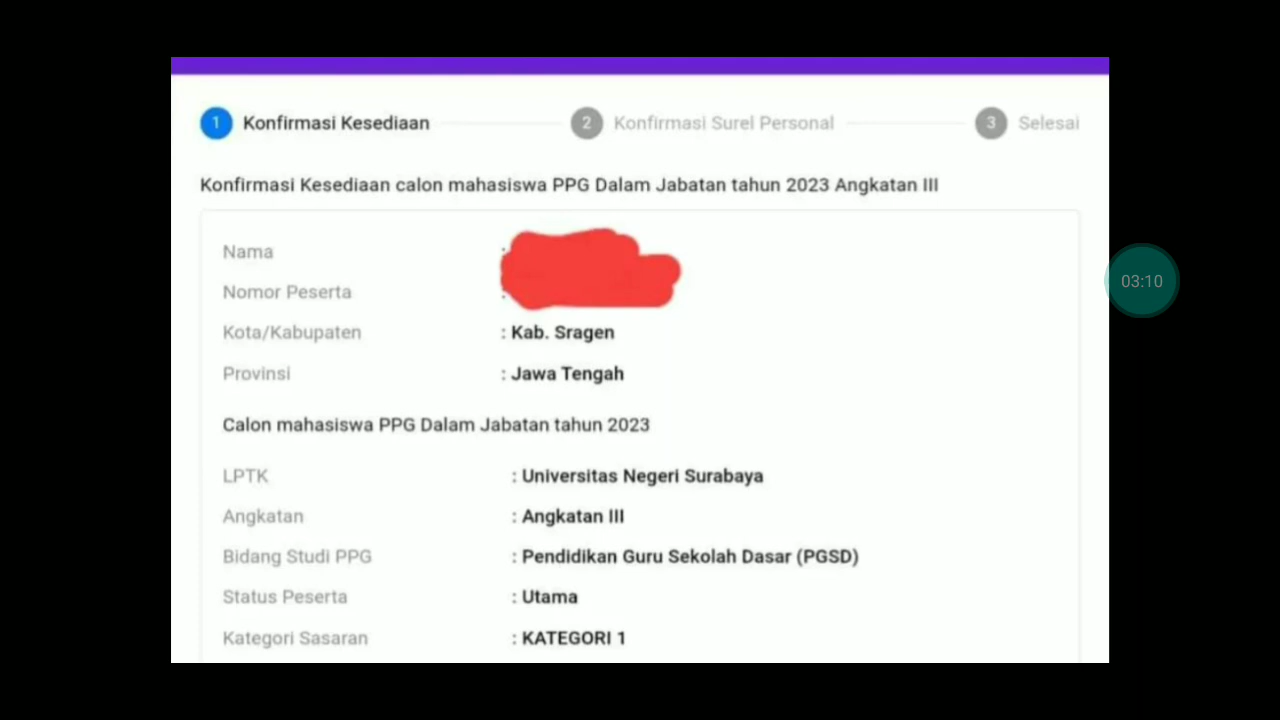 1 Konfirmasi Kesediaan 2 Konfirmasi Surel Personal 3 Selesai
Konfirmasi Kesediaan calon mahasiswa PPG Dalam Jabatan tahun 2023 Angkatan III
Nama :
Nomor Peserta :
03:10
Kota/Kabupaten : Kab. Sragen
Provinsi : Jawa Tengah
Calon mahasiswa PPG Dalam Jabatan tahun 2023
LPTK : Universitas Negeri Surabaya
Angkatan : Angkatan III
Bidang Studi PPG : Pendidikan Guru Sekolah Dasar (PGSD)
Status Peserta : Utama
Kategori Sasaran : KATEGORI 1